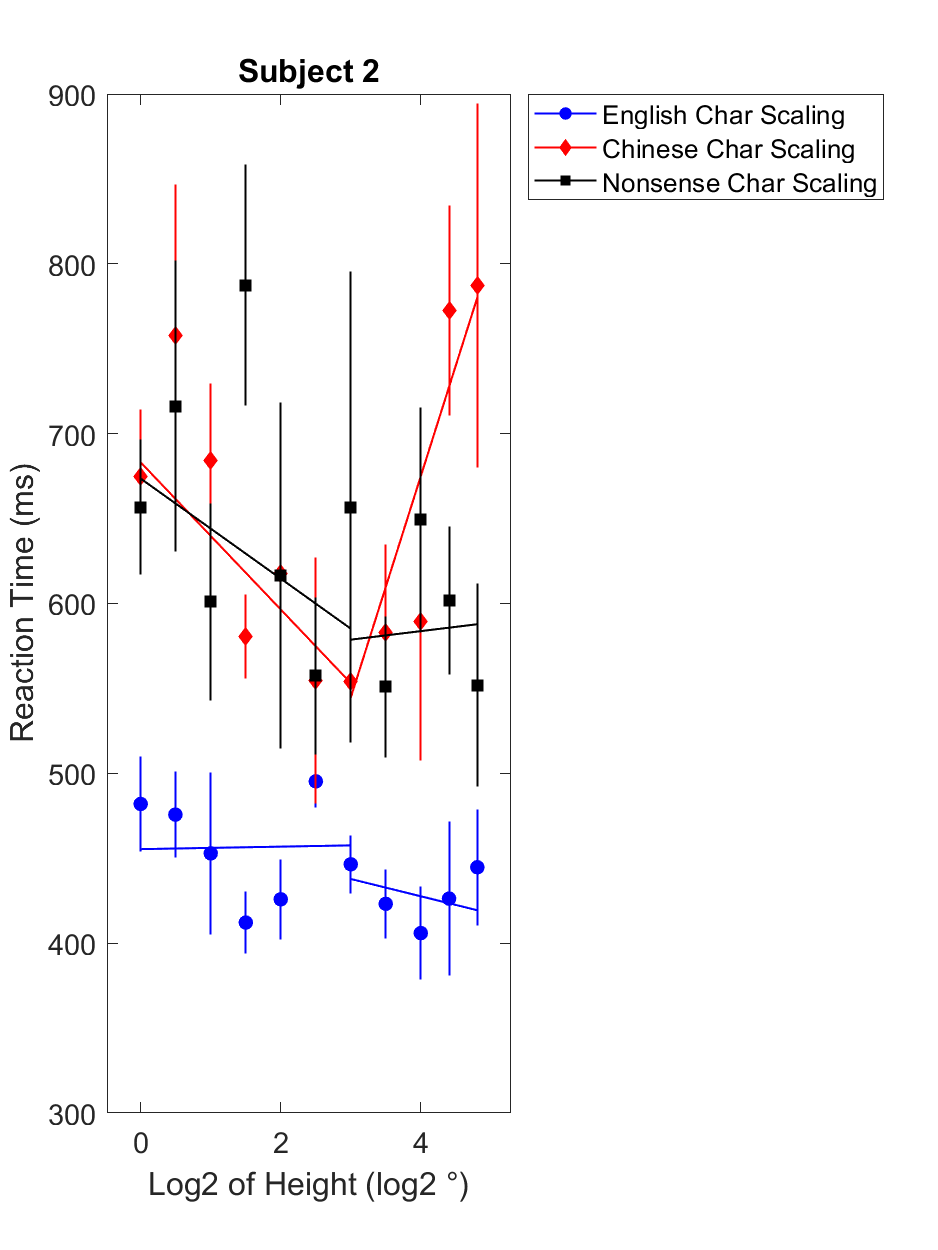 Subject 2
English Char Scaling
Chinese Char Scaling
Nonsense Char Scaling
900
800
700
600
500
400
300
Reaction Time (ms)
0 2 4
Log2 of Height (log2 °)